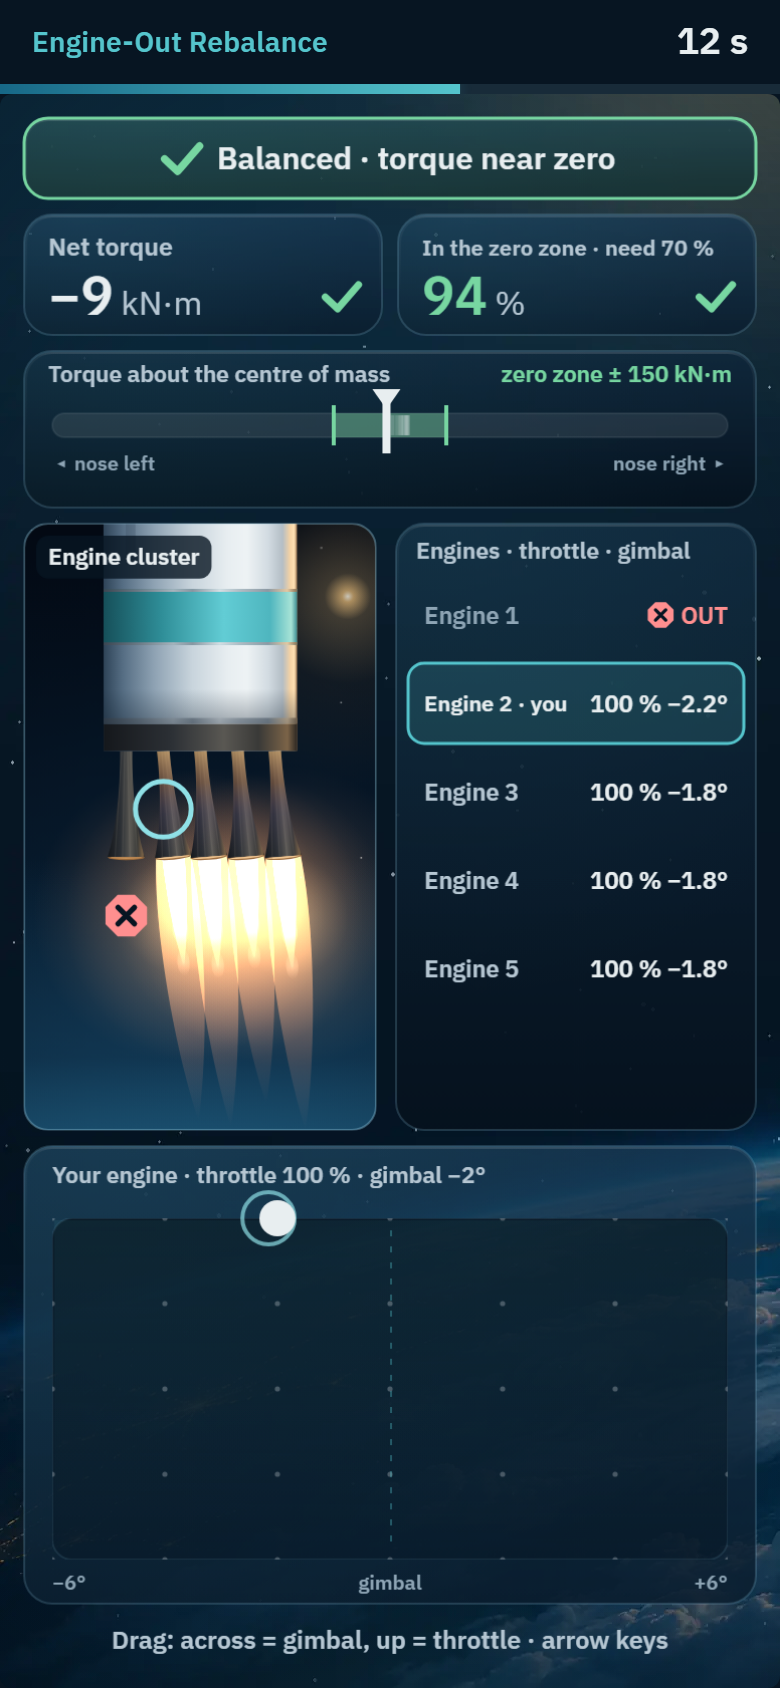 Engine-Out Rebalance
12 s
Balanced · torque near zero
Net torque
−9 kN·m
In the zero zone · need 70 %
94 %
Torque about the centre of mass
zero zone ± 150 kN·m
◂ nose left
nose right ▸
Engine cluster
Engines · throttle · gimbal
Engine 1 OUT
Engine 2 · you 100 % −2.2°
Engine 3 100 % −1.8°
Engine 4 100 % −1.8°
Engine 5 100 % −1.8°
Your engine · throttle 100 % · gimbal −2°
−6° gimbal +6°
Drag: across = gimbal, up = throttle · arrow keys